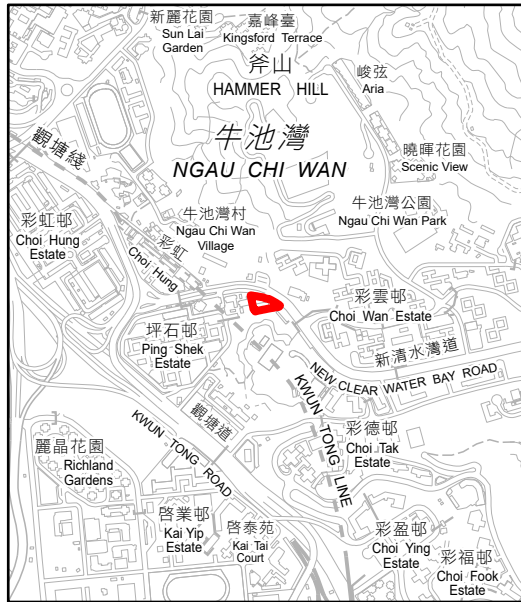 新麗花園
Sun Lai
Garden
嘉峰臺
Kingsford Terrace
斧山
HAMMER HILL
峻弦
Aria
觀塘綫
牛池灣
NGAU CHI WAN
曉暉花園
Scenic View
彩虹邨
Choi Hung
Estate
牛池灣村
Ngau Chi Wan
Village
牛池灣公園
Ngau Chi Wan Park
彩虹
Choi Hung
彩雲邨
Choi Wan Estate
坪石邨
Ping Shek
Estate
新清水灣道
NEW CLEAR WATER BAY ROAD
觀塘道
KWUN TONG ROAD
KWUN TONG LINE
麗晶花園
Richland
Gardens
彩德邨
Choi Tak
Estate
啓業邨
Kai Yip
Estate
啓泰苑
Kai Tai
Court
彩盈邨
Choi Ying
Estate
彩福邨
Choi Fook
Estate